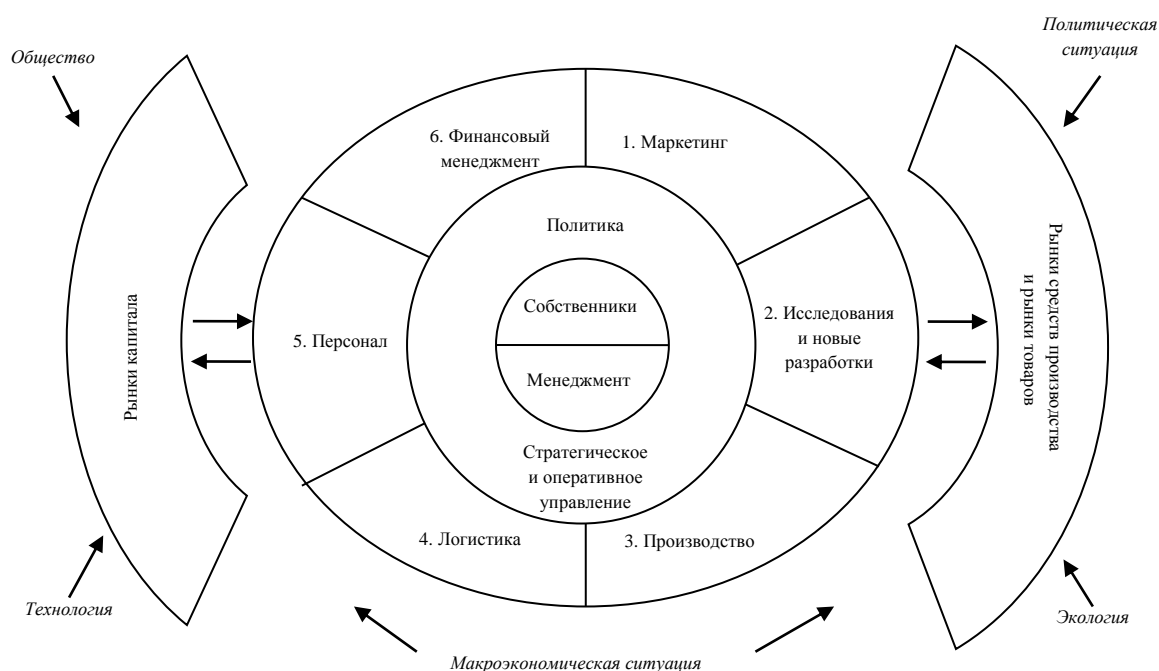 Общество
Политическая
ситуация
6. Финансовый
менеджмент
1. Маркетинг
Политика
Собственники
Менеджмент
Стратегическое
и оперативное
управление
2. Исследования
и новые
разработки
5. Персонал
4. Логистика
3. Производство
Рынки капитала
Рынки средств производства
и рынки товаров
Технология
Экология
Макроэкономическая ситуация